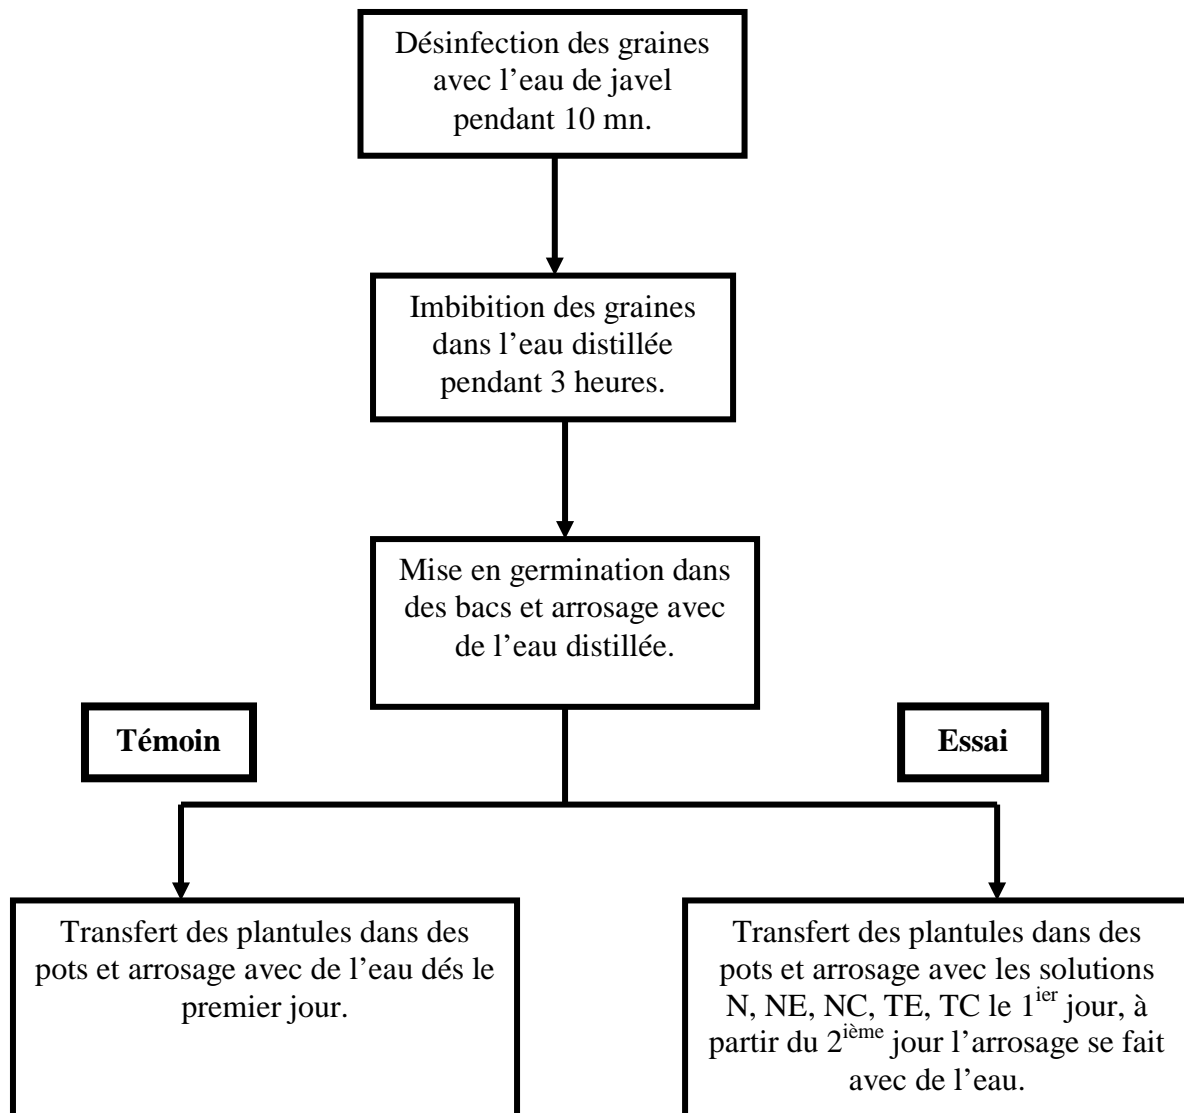 Désinfection des graines
avec l’eau de javel
pendant 10 mn.
Imbibition des graines
dans l’eau distillée
pendant 3 heures.
Mise en germination dans
des bacs et arrosage avec
de l’eau distillée.
Témoin
Essai
Transfert des plantules dans des
pots et arrosage avec de l’eau dés le
premier jour.
Transfert des plantules dans des
pots et arrosage avec les solutions
N, NE, NC, TE, TC le 1ier jour, à
partir du 2ième jour l’arrosage se fait
avec de l’eau.